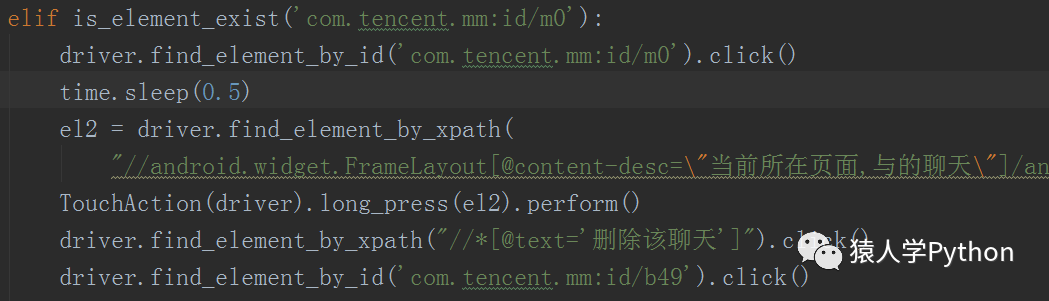 elif is_element_exist('com.tencent.mm:id/m0'):
driver.find_element_by_id('com.tencent.mm:id/m0').click()
time.sleep(0.5)
el2 = driver.find_element_by_xpath(
"//android.widget.FrameLayout[@content-desc=\"当前所在页面,与的聊天\"]/an
TouchAction(driver).long_press(el2).perform()
driver.find_element_by_xpath("//*[@text='删除该聊天']").click()
driver.find_element_by_id('com.tencent.mm:id/b49').click()
猿人学Python